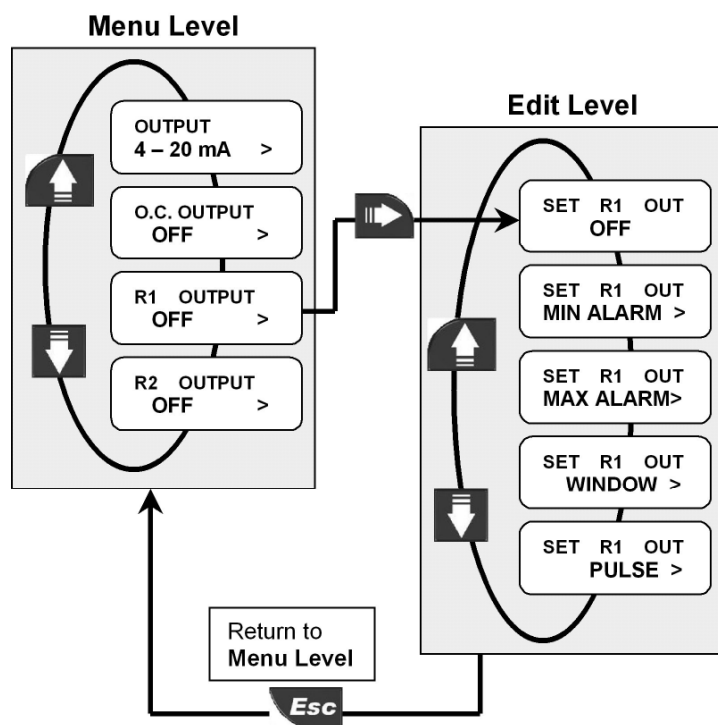 Menu Level
OUTPUT
4 – 20 mA >
O.C. OUTPUT
OFF >
R1 OUTPUT
OFF >
R2 OUTPUT
OFF >
Edit Level
SET R1 OUT
OFF
SET R1 OUT
MIN ALARM >
SET R1 OUT
MAX ALARM>
SET R1 OUT
WINDOW >
SET R1 OUT
PULSE >
Return to
Menu Level
Esc